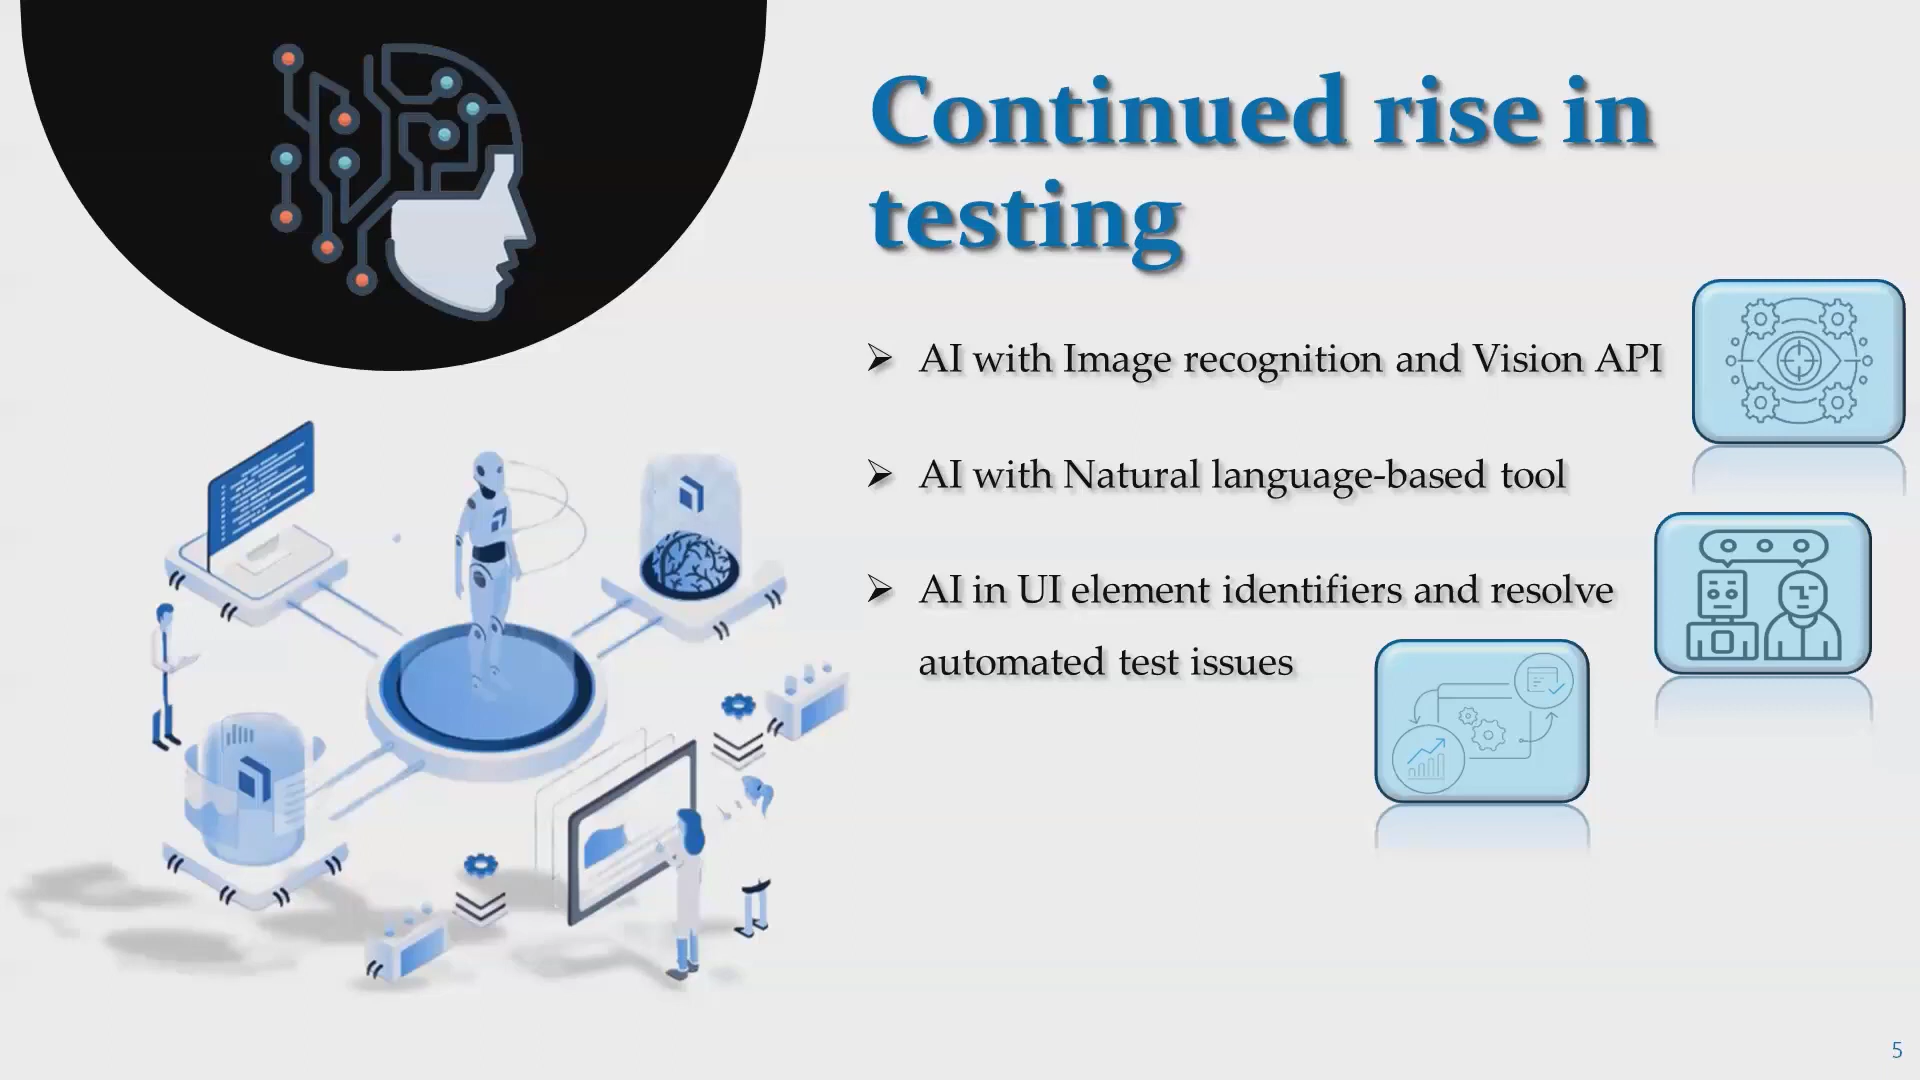 Continued rise in
testing
➢ AI with Image recognition and Vision API
➢ AI with Natural language-based tool
➢ AI in UI element identifiers and resolve
automated test issues
5